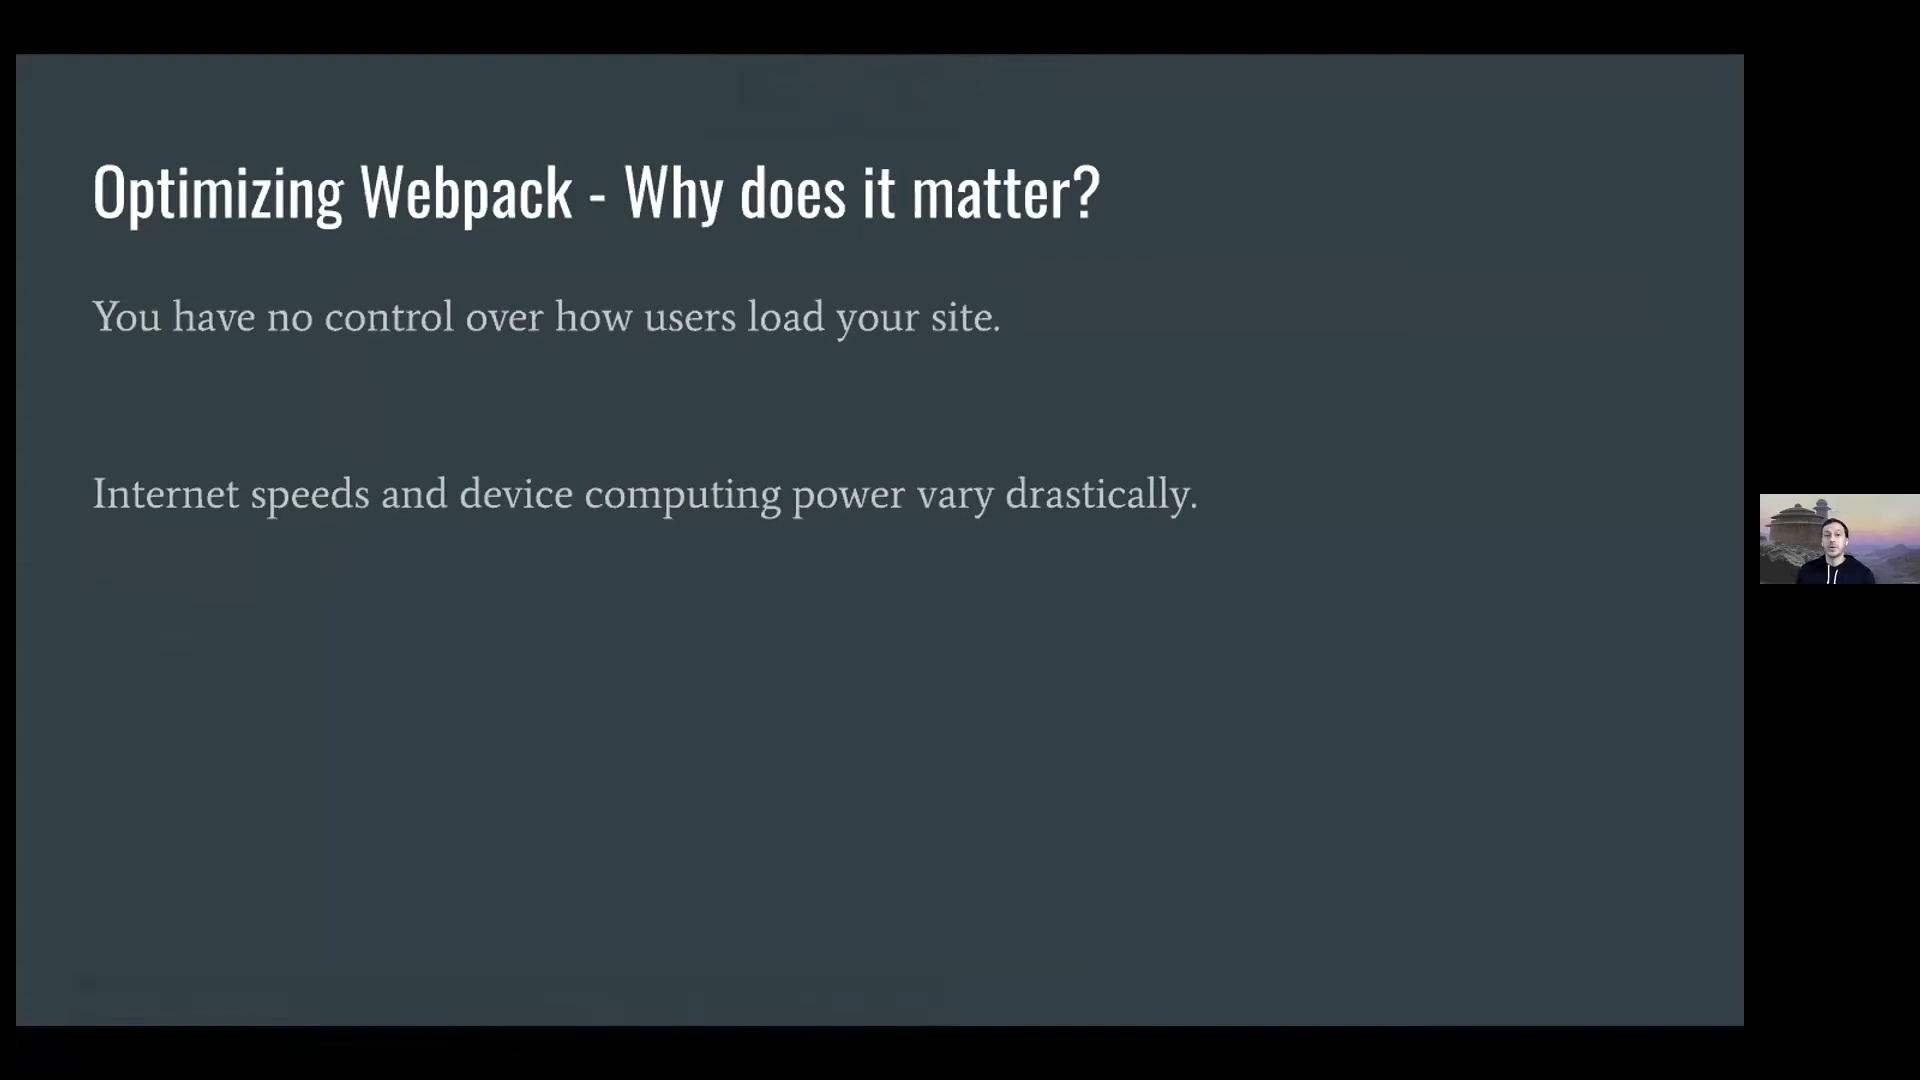 Optimizing Webpack - Why does it matter?
You have no control over how users load your site.
Internet speeds and device computing power vary drastically.